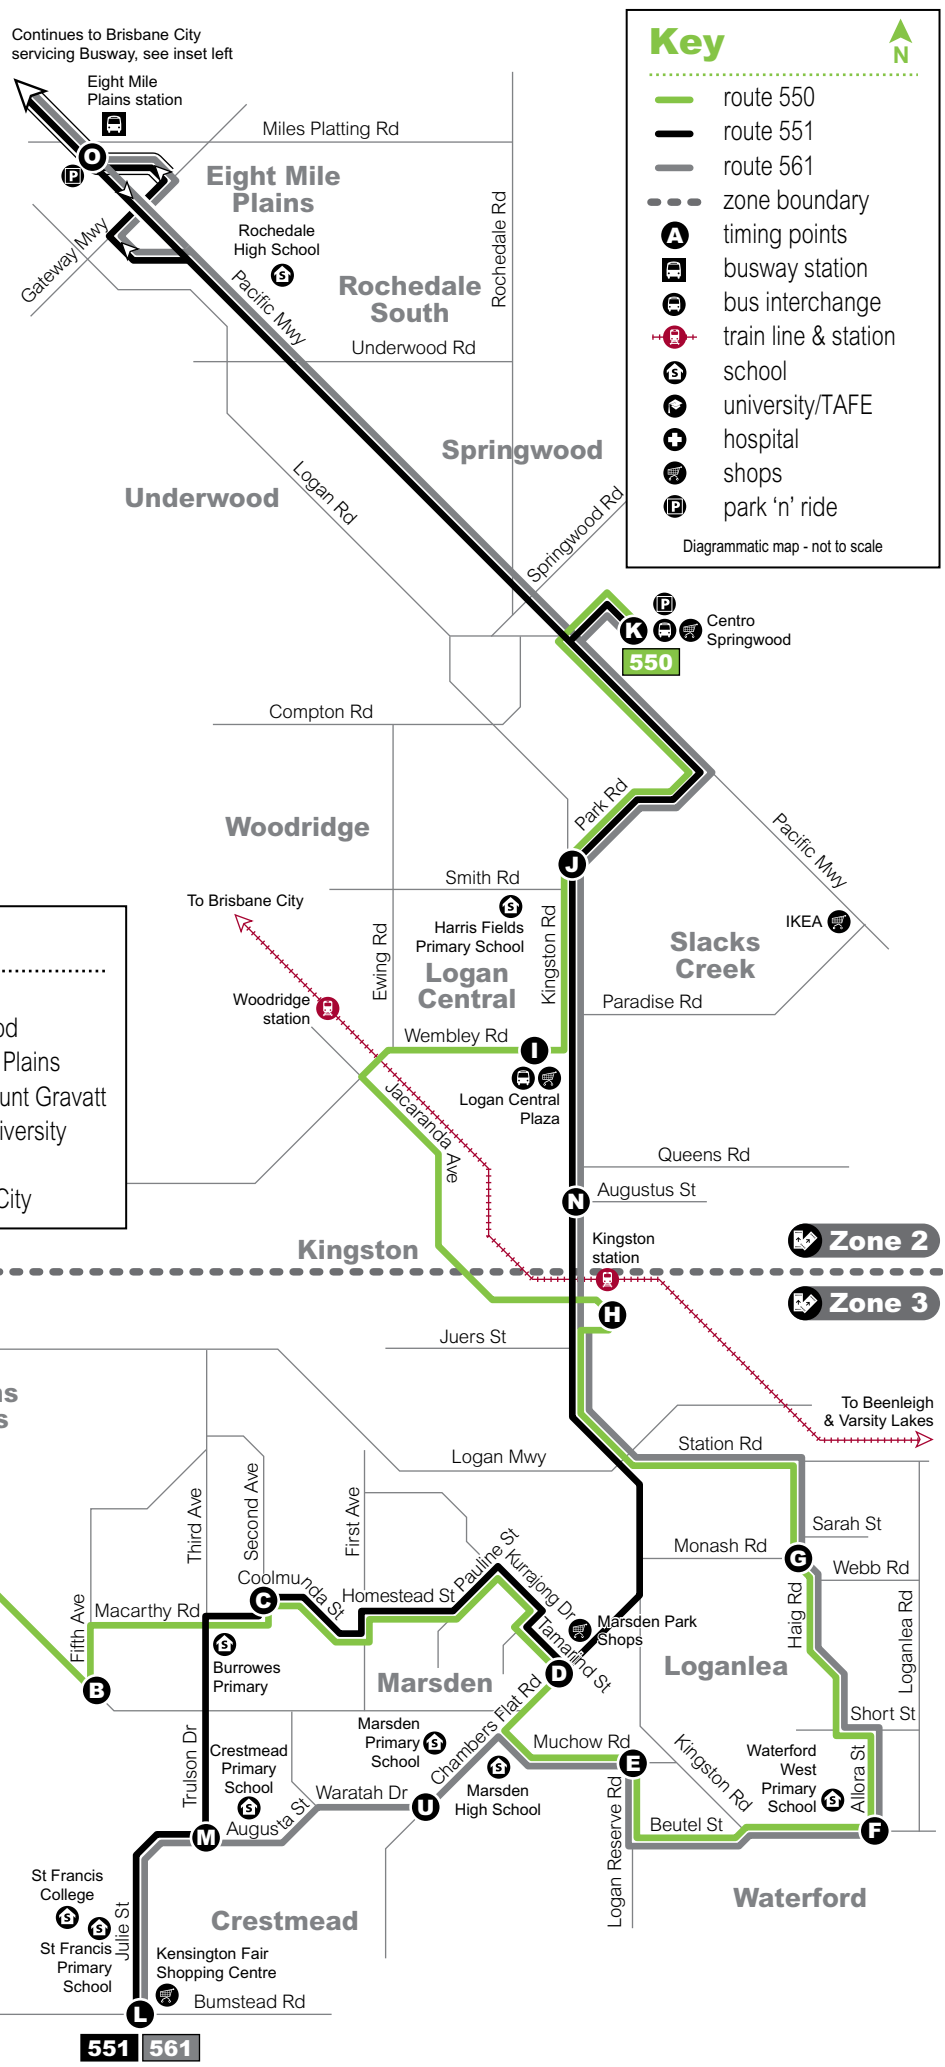 Continues to Brisbane City
servicing Busway, see inset left
Eight Mile
Plains station
O
P
Miles Platting Rd
Eight Mile
Plains
Rochedale
High School
S
Gateway Mwy
Pacific Mwy
Rochedale Rd
Rochedale
South
Underwood Rd
Springwood
Underwood
Logan Rd
Springwood Rd
Key
N
route 550
route 551
route 561
zone boundary
A timing points
busway station
bus interchange
train line & station
S school
university/TAFE
hospital
shops
P park ‘n’ ride
Diagrammatic map - not to scale
P
K
Centro
Springwood
550
Compton Rd
Park Rd
Woodridge
Pacific Mwy
J
Smith Rd
To Brisbane City
S
Harris Fields
Primary School
IKEA
Ewing Rd
Kingston Rd
Slacks
Creek
Logan
Central
Woodridge
station
Paradise Rd
Wembley Rd
I
od
Plains
unt Gravatt
iversity
City
Jacaranda Ave
Logan Central
Plaza
Queens Rd
N
Augustus St
Kingston
Kingston
station
Zone 2
Zone 3
H
Juers St
ns
s
To Beenleigh
& Varsity Lakes
Logan Mwy
Station Rd
Third Ave
Second Ave
First Ave
Sarah St
Monash Rd
G
Webb Rd
Coolmunda St
C
Homestead St
Pauline St
Kurrajong Dr
Macarthy Rd
Fifth Ave
Marsden Park
Shops
Tamarind St
Haig Rd
Loganlea Rd
S
Burrowes
Primary
B
Marsden
D
Loganlea
Short St
Chambers Flat Rd
Marsden
Primary
School
S
Muchow Rd
E
Kingston Rd
Waterford
West
Primary
School
S
Allora St
Trulson Dr
Crestmead
Primary
School
S
Waratah Dr
S
Marsden
High School
U
Augusta St
M
Logan Reserve Rd
Beutel St
F
St Francis
College
S
S
St Francis
Primary
School
Julie St
Crestmead
Waterford
Kensington Fair
Shopping Centre
L
Bumstead Rd
551
561